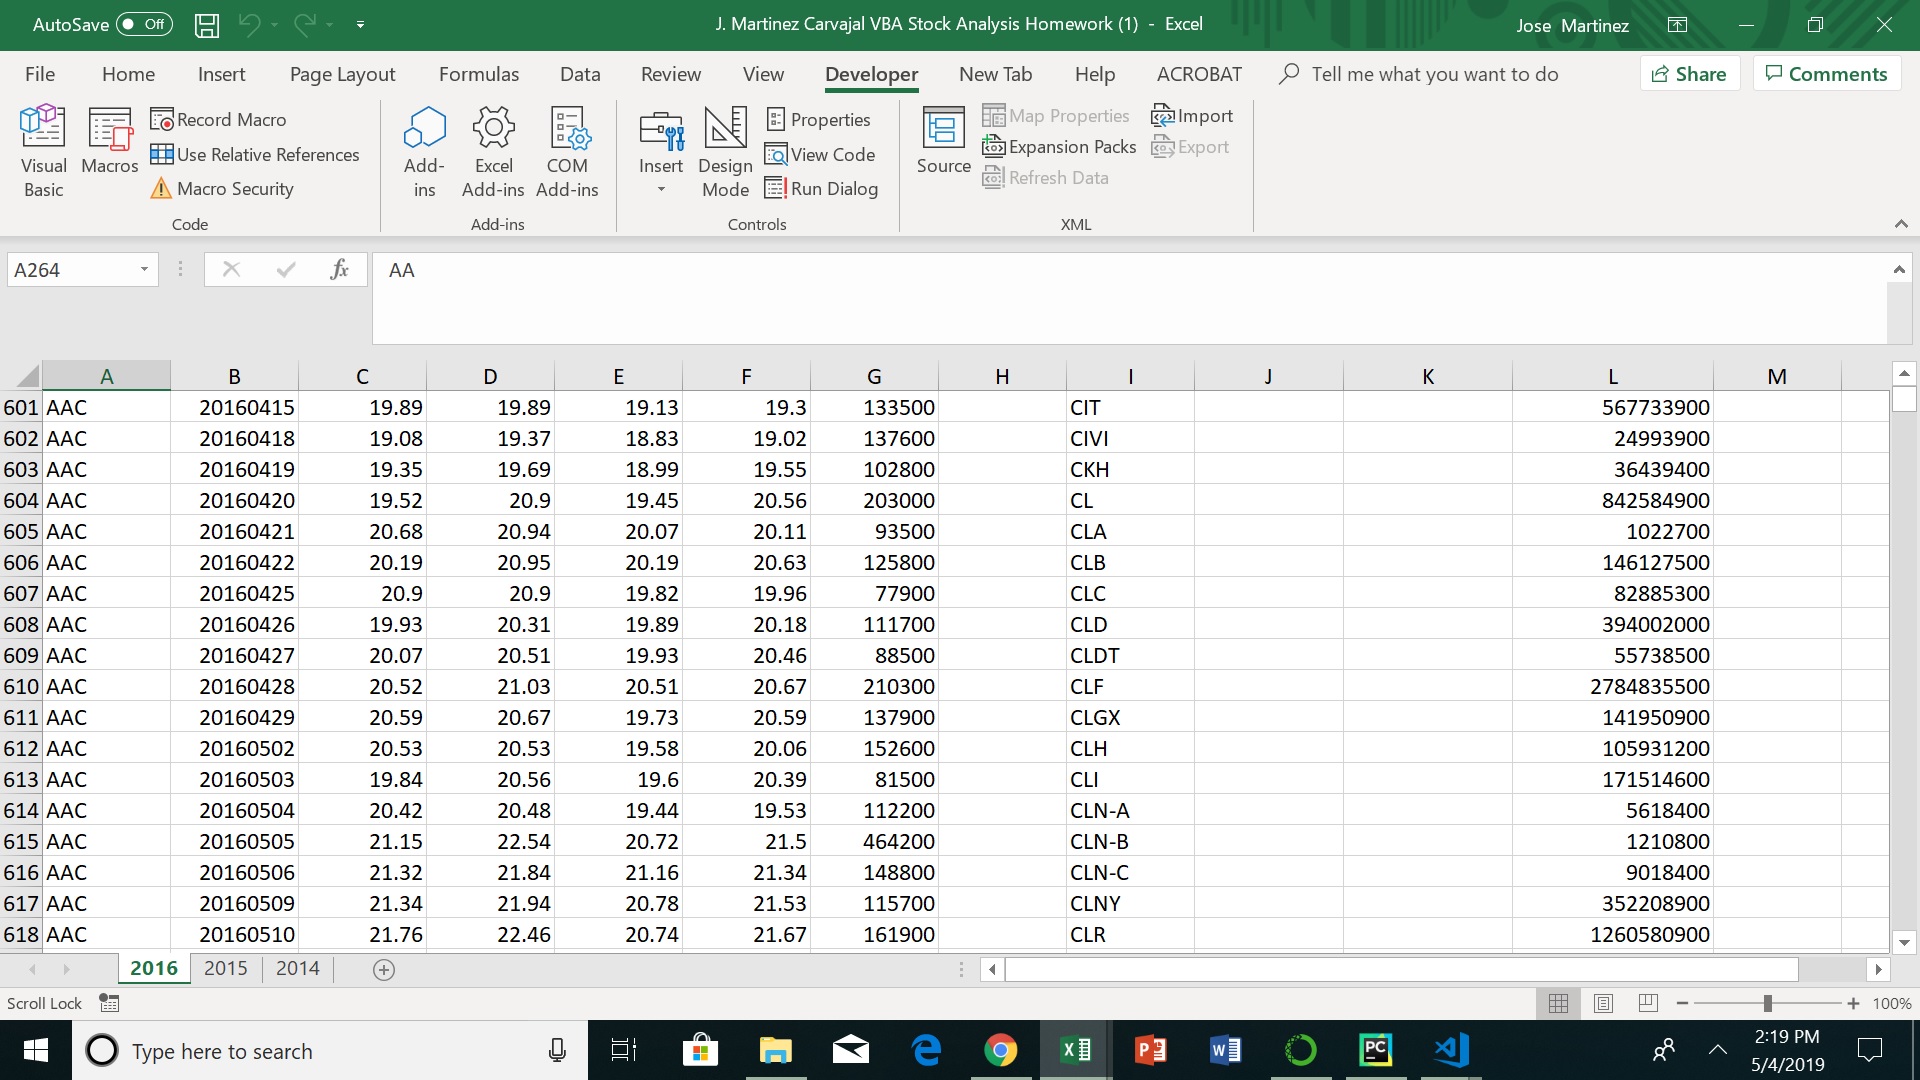 AutoSave Off J. Martinez Carvajal VBA Stock Analysis Homework (1) - Excel Jose Martinez
File Home Insert Page Layout Formulas Data Review View Developer New Tab Help ACROBAT Tell me what you want to do Share Comments
Visual Basic Macros Record Macro Use Relative References Macro Security
Add-ins Excel Add-ins COM Add-ins
Insert Design Mode Properties View Code Run Dialog
Source Map Properties Expansion Packs Refresh Data Import Export
Code Add-ins Controls XML
A264 fx AA
A B C D E F G H I J K L M
601 AAC 20160415 19.89 19.89 19.13 19.3 133500 CIT 567733900
602 AAC 20160418 19.08 19.37 18.83 19.02 137600 CIVI 24993900
603 AAC 20160419 19.35 19.69 18.99 19.55 102800 CKH 36439400
604 AAC 20160420 19.52 20.9 19.45 20.56 203000 CL 842584900
605 AAC 20160421 20.68 20.94 20.07 20.11 93500 CLA 1022700
606 AAC 20160422 20.19 20.95 20.19 20.63 125800 CLB 146127500
607 AAC 20160425 20.9 20.9 19.82 19.96 77900 CLC 82885300
608 AAC 20160426 19.93 20.31 19.89 20.18 111700 CLD 394002000
609 AAC 20160427 20.07 20.51 19.93 20.46 88500 CLDT 55738500
610 AAC 20160428 20.52 21.03 20.51 20.67 210300 CLF 2784835500
611 AAC 20160429 20.59 20.67 19.73 20.59 137900 CLGX 141950900
612 AAC 20160502 20.53 20.53 19.58 20.06 152600 CLH 105931200
613 AAC 20160503 19.84 20.56 19.6 20.39 81500 CLI 171514600
614 AAC 20160504 20.42 20.48 19.44 19.53 112200 CLN-A 5618400
615 AAC 20160505 21.15 22.54 20.72 21.5 464200 CLN-B 1210800
616 AAC 20160506 21.32 21.84 21.16 21.34 148800 CLN-C 9018400
617 AAC 20160509 21.34 21.94 20.78 21.53 115700 CLNY 352208900
618 AAC 20160510 21.76 22.46 20.74 21.67 161900 CLR 1260580900
2016 2015 2014
Scroll Lock 100%
Type here to search 2:19 PM
5/4/2019